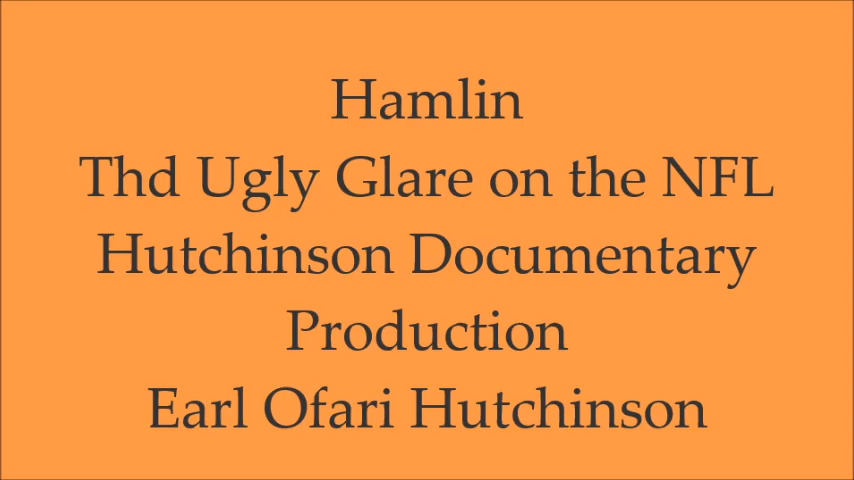 Hamlin
Thd Ugly Glare on the NFL
Hutchinson Documentary
Production
Earl Ofari Hutchinson